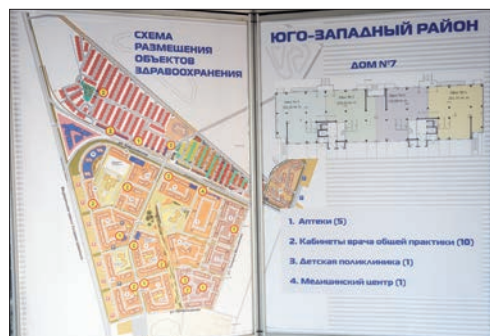 СХЕМА
РАЗМЕЩЕНИЯ
ОБЪЕКТОВ
ЗДРАВООХРАНЕНИЯ
ЮГО-ЗАПАДНЫЙ РАЙОН
ДОМ №7
1. Аптеки (5)
2. Кабинеты врача общей практики (10)
3. Детская поликлиника (1)
4. Медицинский центр (1)